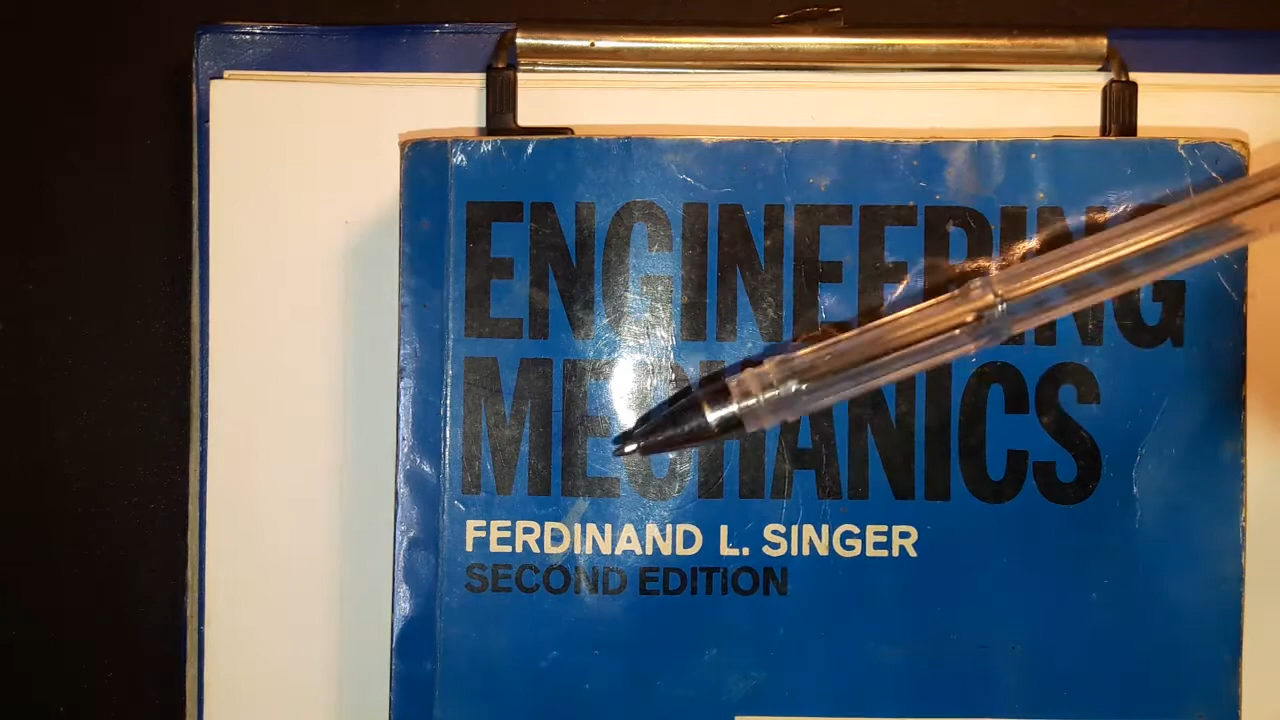 ENGINEERING
MECHANICS
FERDINAND L. SINGER
SECOND EDITION